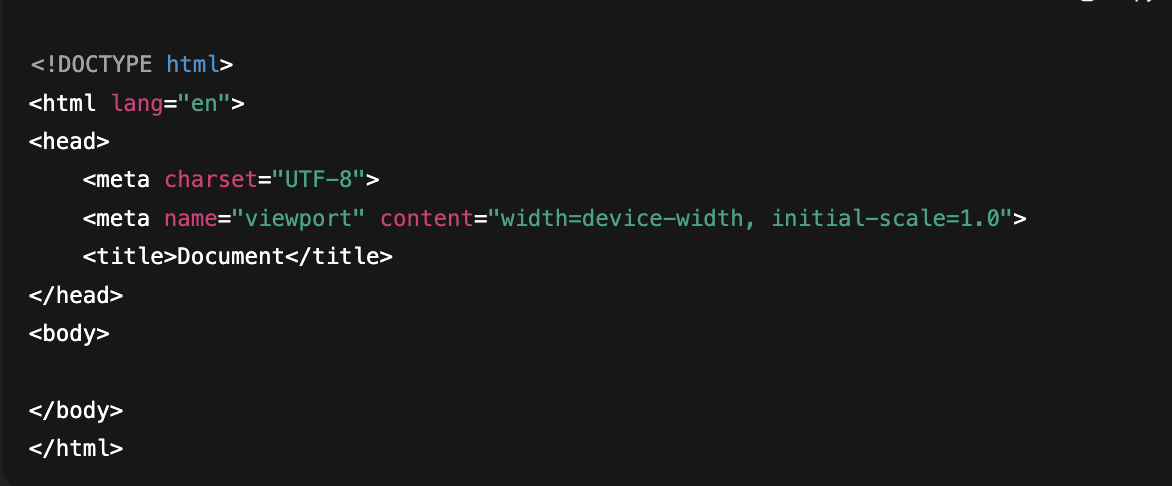 <!DOCTYPE html>
<html lang="en">
<head>
    <meta charset="UTF-8">
    <meta name="viewport" content="width=device-width, initial-scale=1.0">
    <title>Document</title>
</head>
<body>

</body>
</html>